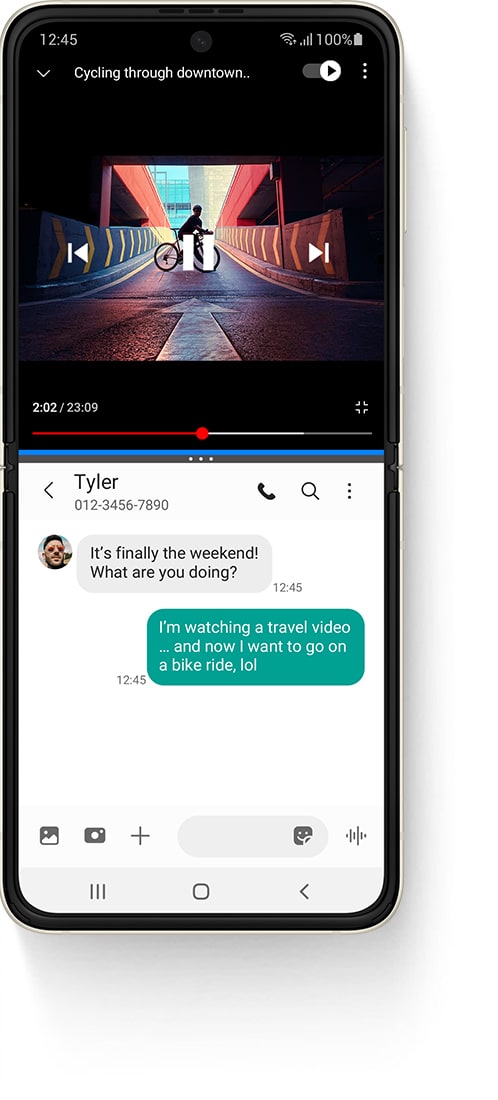 12:45
100%
Cycling through downtown..
2:02 / 23:09
Tyler
012-3456-7890
It’s finally the weekend!
What are you doing?
12:45
I’m watching a travel video
... and now I want to go on
a bike ride, lol
12:45